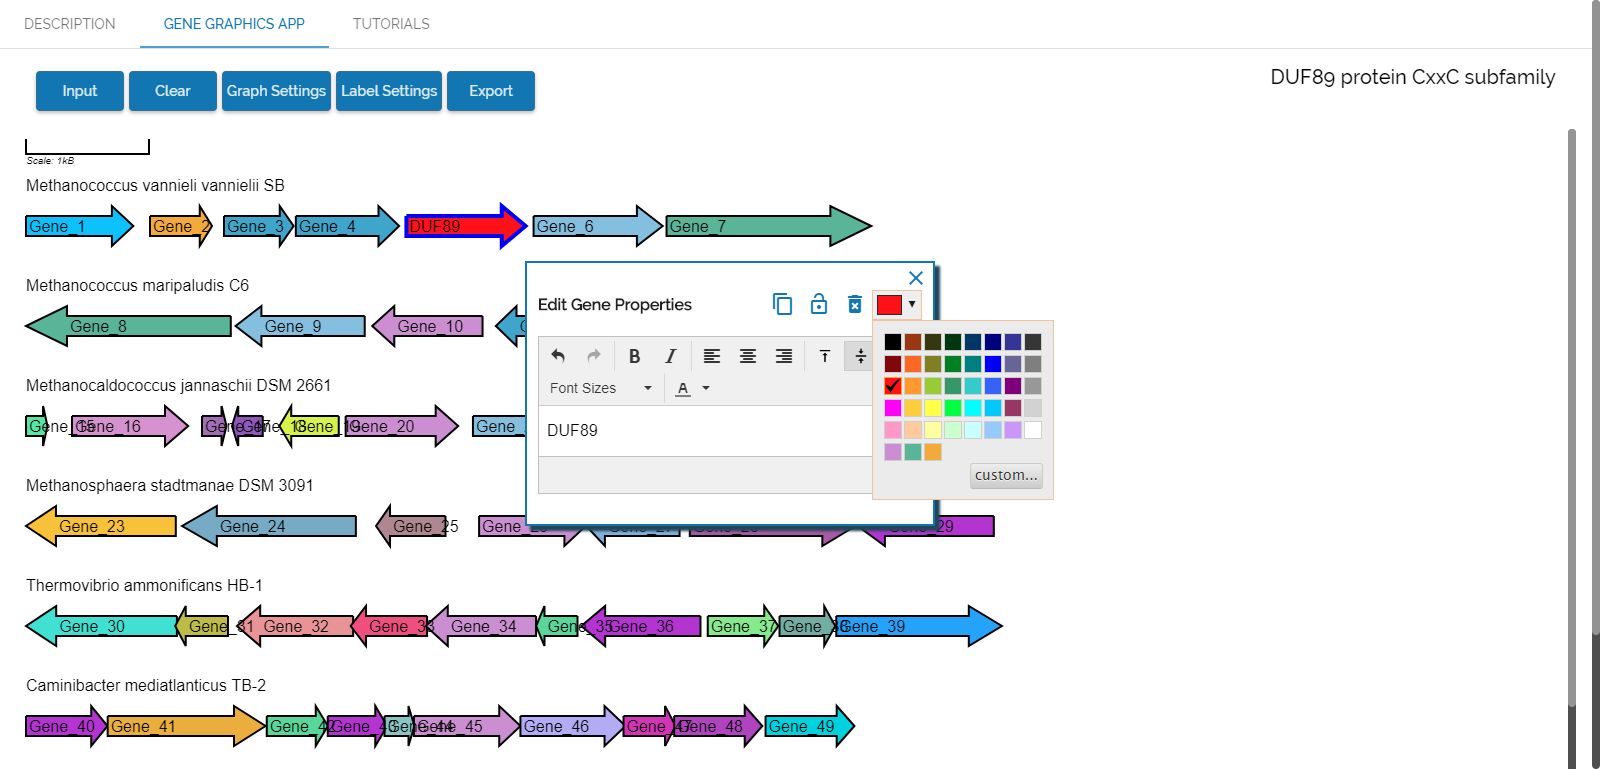 DESCRIPTION GENE GRAPHICS APP TUTORIALS
Input Clear Graph Settings Label Settings Export
DUF89 protein CxxC subfamily
Scale: 1kB
Methanococcus vannieli vannielii SB
Gene_1 Gene_2 Gene_3 Gene_4 DUF89 Gene_6 Gene_7
Methanococcus maripaludis C6
Gene_8 Gene_9 Gene_10
Edit Gene Properties
B I
Font Sizes A
DUF89
custom...
Methanocaldococcus jannaschii DSM 2661
Gene_15 Gene_16 Gene_17 Gene_18 Gene_19 Gene_20
Methanosphaera stadtmanae DSM 3091
Gene_23 Gene_24 Gene_25 Gene_26 Gene_27 Gene_28 Gene_29
Thermovibrio ammonificans HB-1
Gene_30 Gene_31 Gene_32 Gene_33 Gene_34 Gene_35 Gene_36 Gene_37 Gene_38 Gene_39
Caminibacter mediatlanticus TB-2
Gene_40 Gene_41 Gene_42 Gene_43 Gene_44 Gene_45 Gene_46 Gene_47 Gene_48 Gene_49